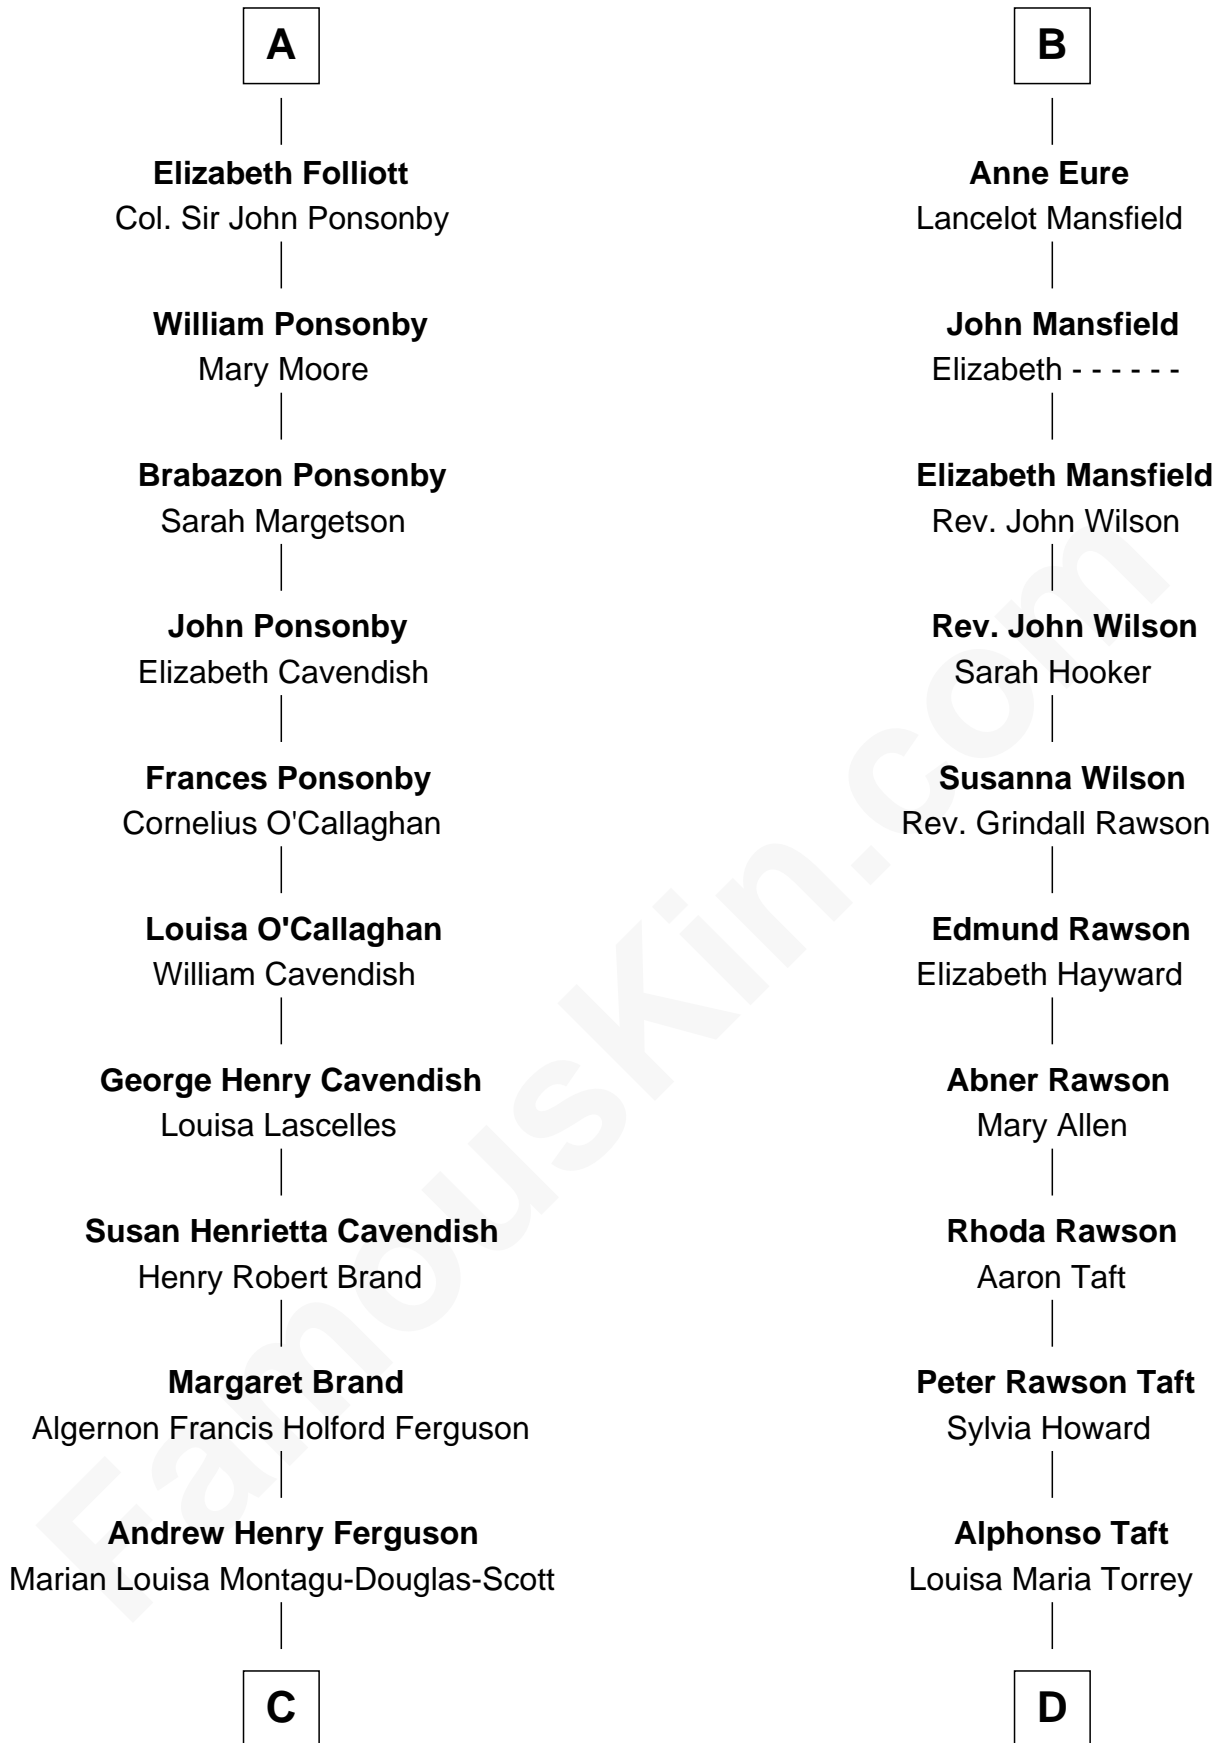 A
Elizabeth Folliott
Col. Sir John Ponsonby
William Ponsonby
Mary Moore
Brabazon Ponsonby
Sarah Margetson
John Ponsonby
Elizabeth Cavendish
Frances Ponsonby
Cornelius O'Callaghan
Louisa O'Callaghan
William Cavendish
George Henry Cavendish
Louisa Lascelles
Susan Henrietta Cavendish
Henry Robert Brand
Margaret Brand
Algernon Francis Holford Ferguson
Andrew Henry Ferguson
Marian Louisa Montagu-Douglas-Scott
C
B
Anne Eure
Lancelot Mansfield
John Mansfield
Elizabeth - - - - - -
Elizabeth Mansfield
Rev. John Wilson
Rev. John Wilson
Sarah Hooker
Susanna Wilson
Rev. Grindall Rawson
Edmund Rawson
Elizabeth Hayward
Abner Rawson
Mary Allen
Rhoda Rawson
Aaron Taft
Peter Rawson Taft
Sylvia Howard
Alphonso Taft
Louisa Maria Torrey
D
FamousKin.com